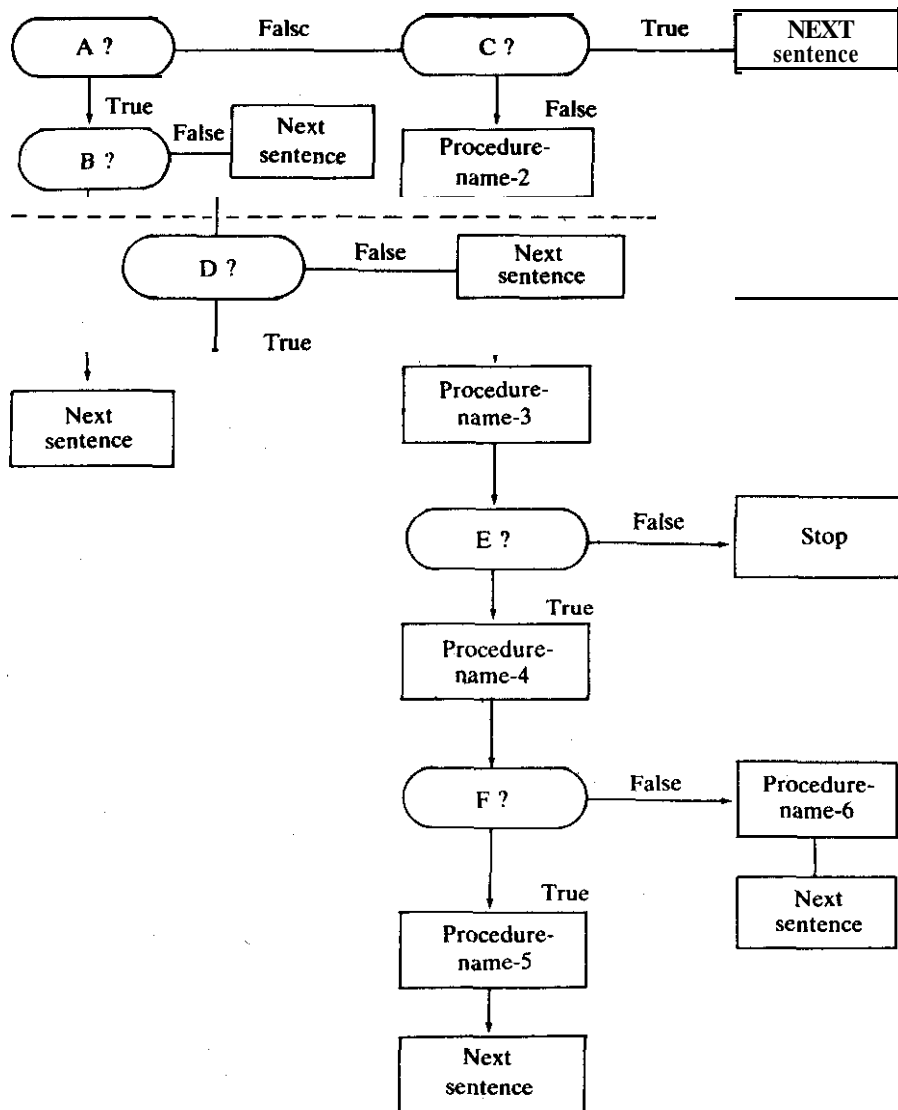 A ?
Falsc
C ?
True
NEXT
sentence
True
False
Next
sentence
False
B ?
Procedure-
name-2
D ?
False
Next
sentence
True
Next
sentence
Procedure-
name-3
E ?
False
Stop
True
Procedure-
name-4
F ?
False
Procedure-
name-6
True
Next
sentence
Procedure-
name-5
Next
sentence